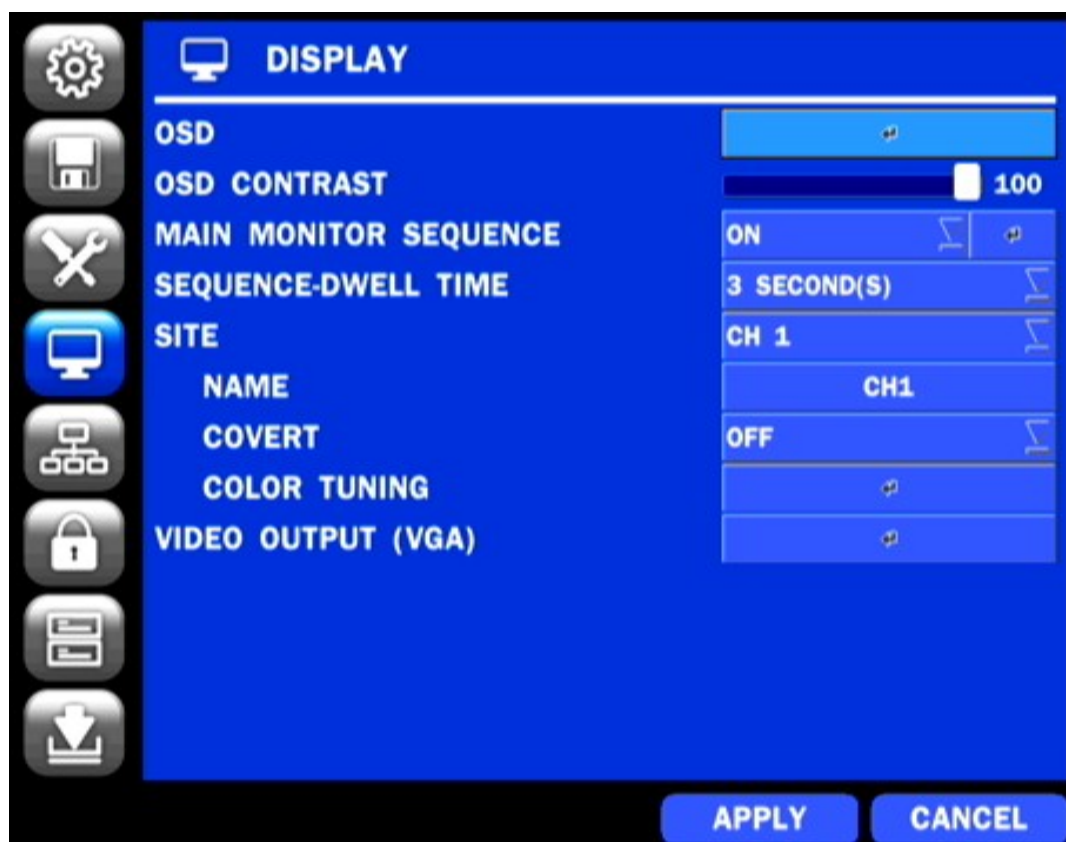 DISPLAY
OSD
OSD CONTRAST 100
MAIN MONITOR SEQUENCE ON
SEQUENCE-DWELL TIME 3 SECOND(S)
SITE CH 1
NAME CH1
COVERT OFF
COLOR TUNING
VIDEO OUTPUT (VGA)
APPLY CANCEL